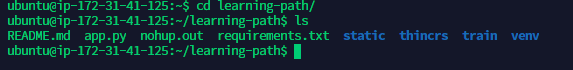 ubuntu@ip-172-31-41-125:~$ cd learning-path/
ubuntu@ip-172-31-41-125:~/learning-path$ ls
README.md app.py nohup.out requirements.txt static thincrs train venv
ubuntu@ip-172-31-41-125:~/learning-path$